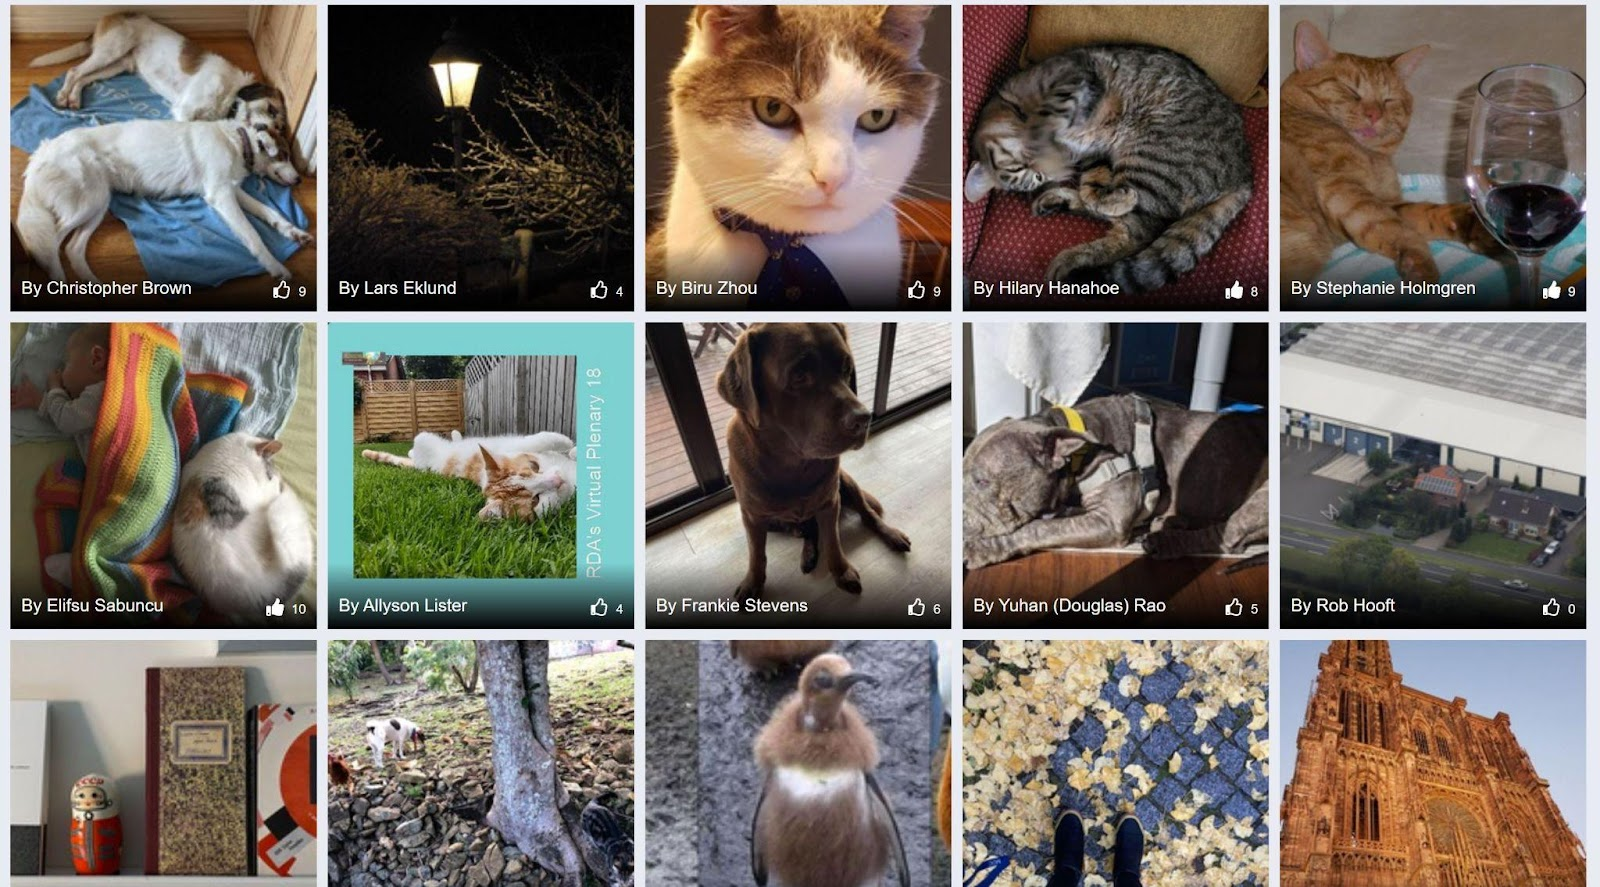 By Christopher Brown 9
By Lars Eklund 4
By Biru Zhou 9
By Hilary Hanahoe 8
By Stephanie Holmgren 9
By Elifsu Sabuncu 10
RDA's Virtual Plenary 18
By Allyson Lister 4
By Frankie Stevens 6
By Yuhan (Douglas) Rao 5
By Rob Hooft 0